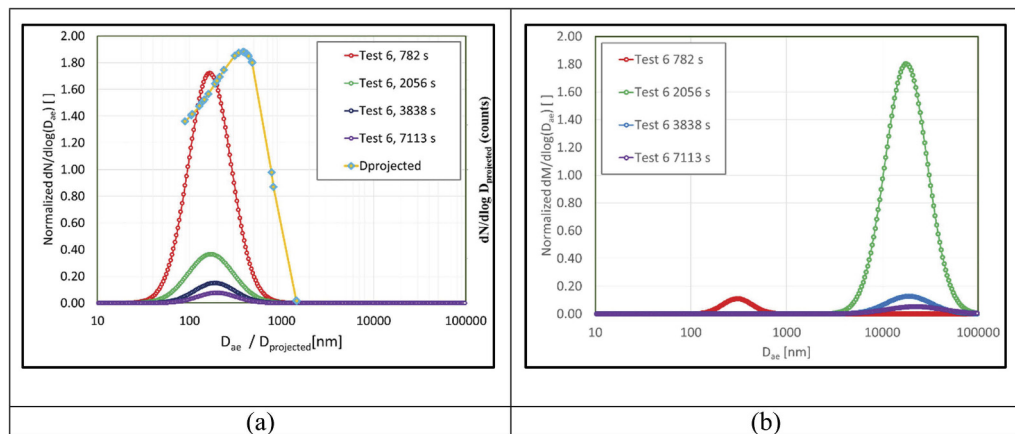 2.00
1.80
1.60
1.40
1.20
1.00
0.80
0.60
0.40
0.20
0.00
Normalized dN/dlog(Dae) [ ]
Test 6, 782 s
Test 6, 2056 s
Test 6, 3838 s
Test 6, 7113 s
Dprojected
dN/dlog Dprojected (counts)
10 100 1000 10000 100000
Dae / Dprojected[nm]
(a)
2.00
1.80
1.60
1.40
1.20
1.00
0.80
0.60
0.40
0.20
0.00
Normalized dM/dlog(Dae) [ ]
Test 6 782 s
Test 6 2056 s
Test 6 3838 s
Test 6 7113 s
10 100 1000 10000 100000
Dae [nm]
(b)